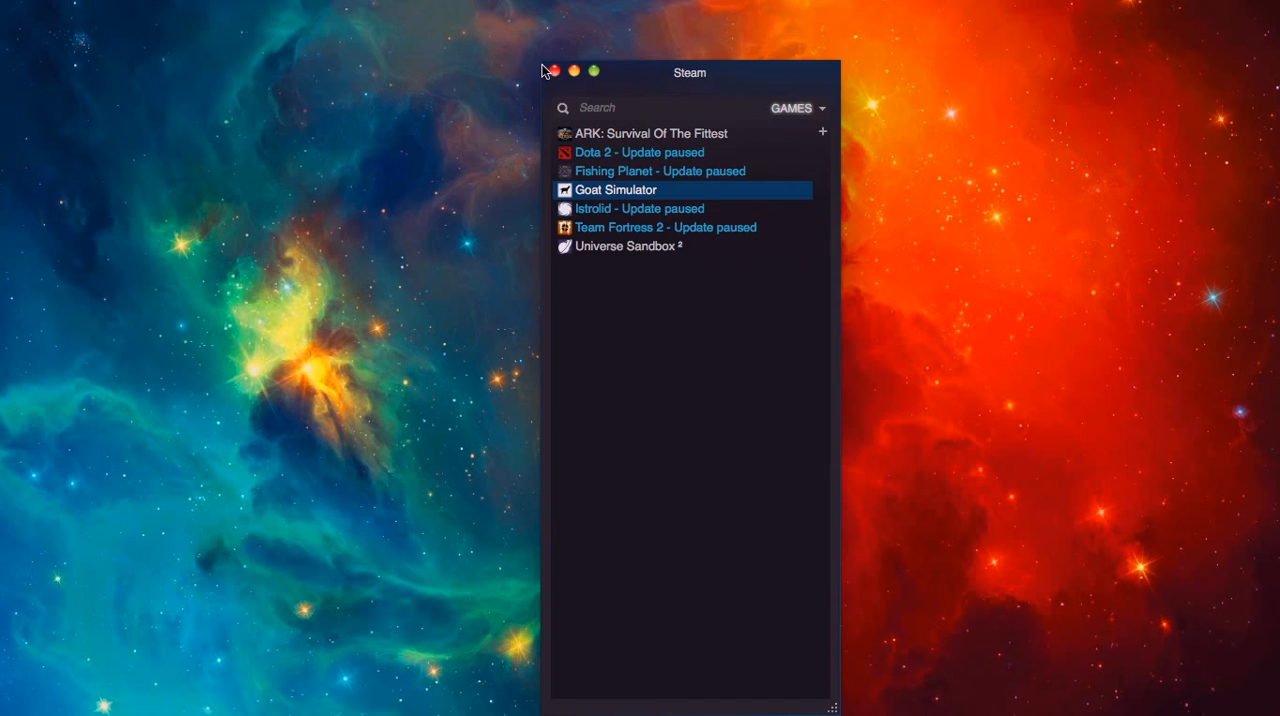 Steam
Search
GAMES
ARK: Survival Of The Fittest
Dota 2 - Update paused
Fishing Planet - Update paused
Goat Simulator
Istrolid - Update paused
Team Fortress 2 - Update paused
Universe Sandbox ²